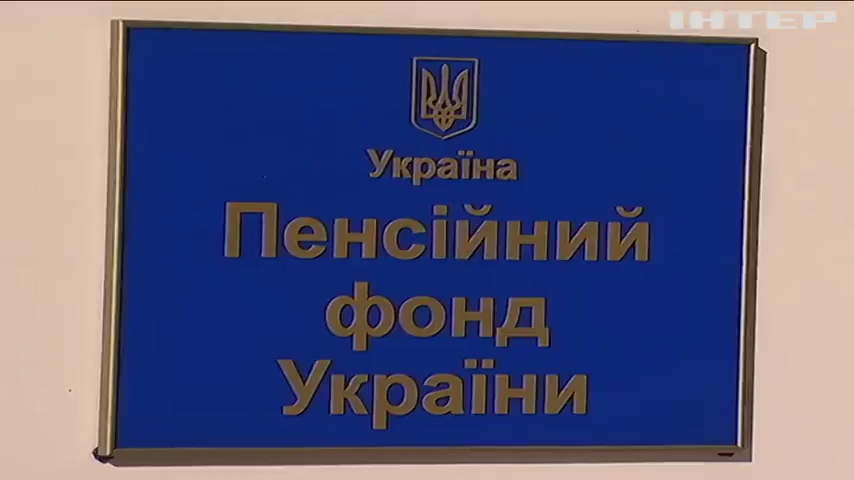 ІНТЕР
Україна
Пенсійний
фонд
України